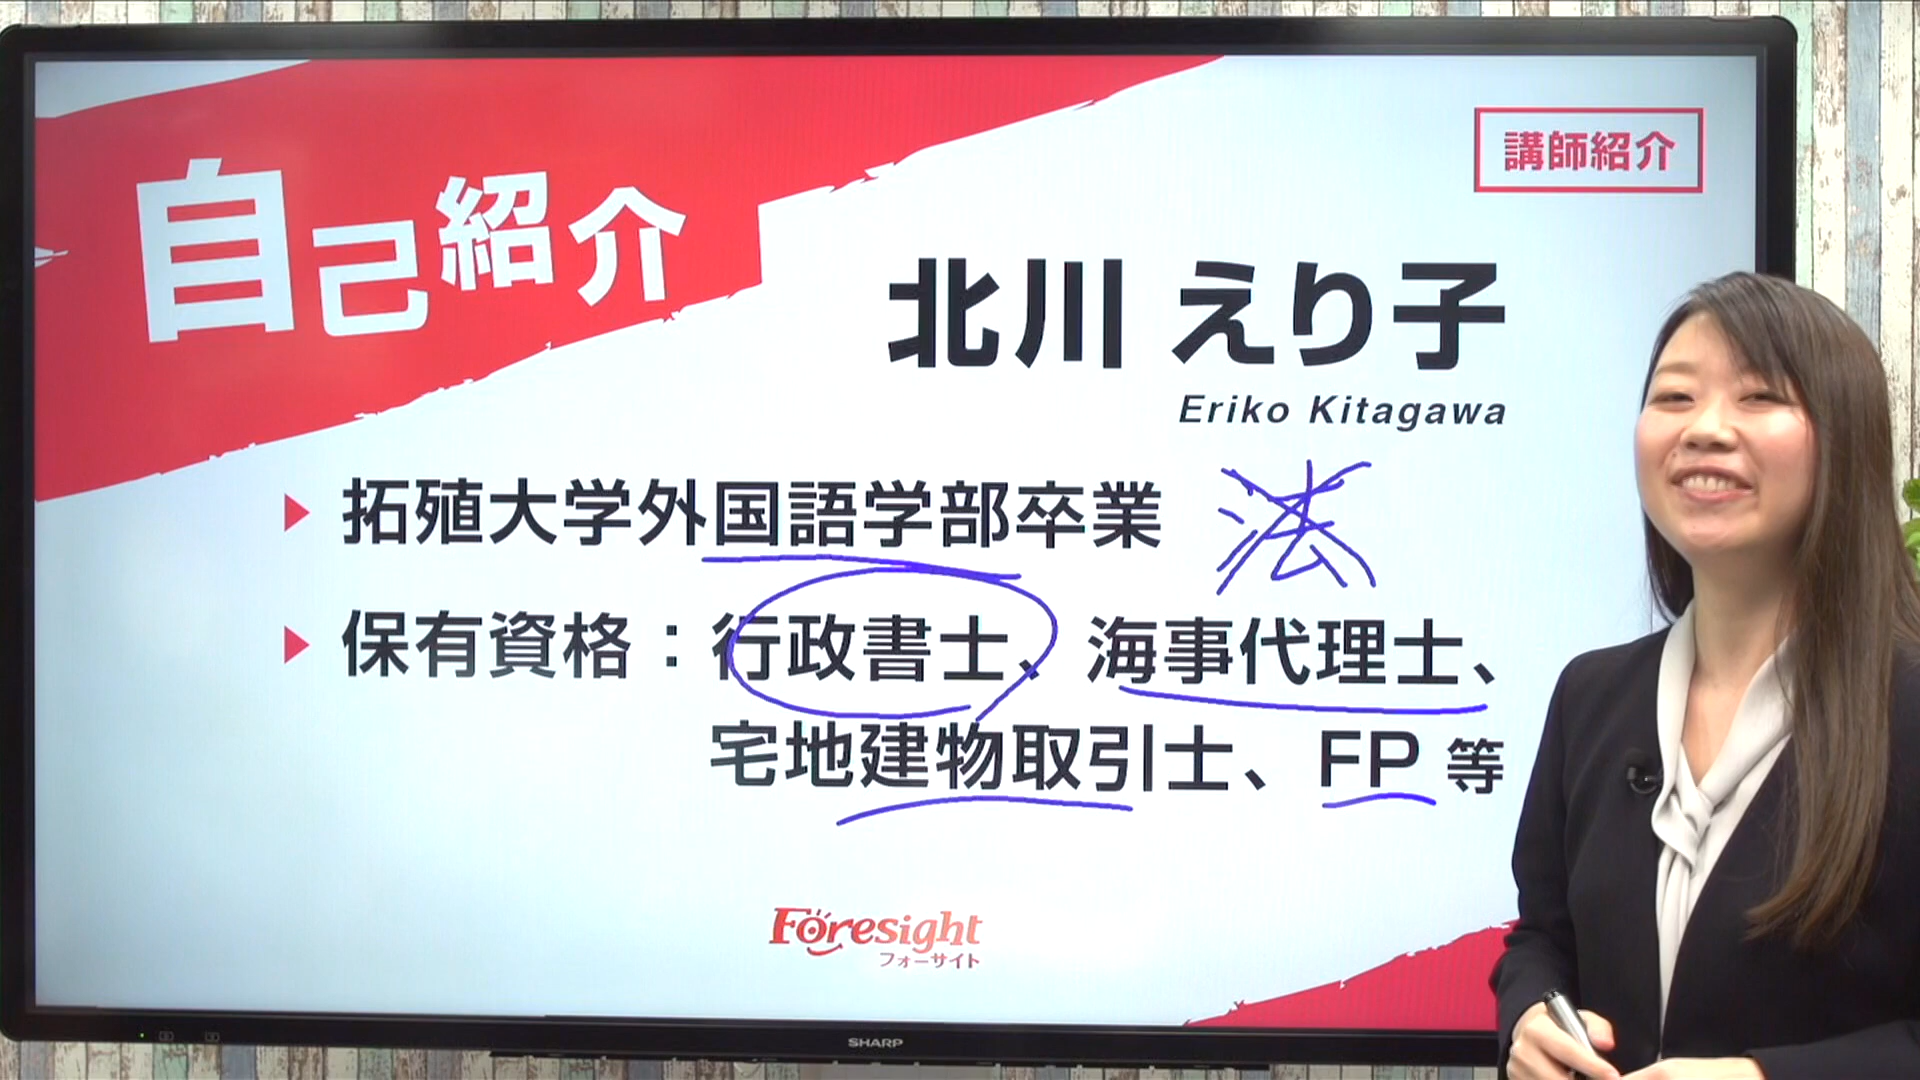 講師紹介
自己紹介
北川 えり子
Eriko Kitagawa
拓殖大学外国語学部卒業 法
保有資格：行政書士、海事代理士、
宅地建物取引士、FP 等
Foresight
フォーサイト
SHARP